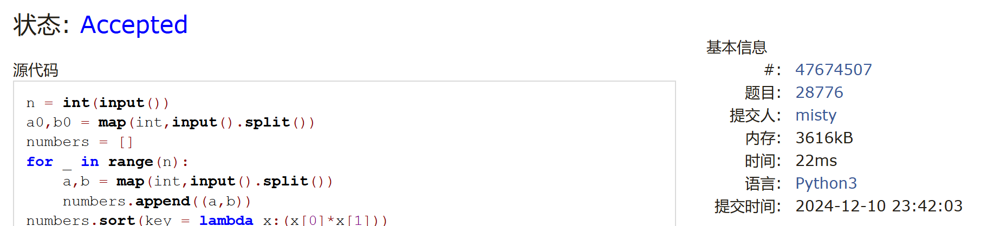 状态: Accepted
源代码
n = int(input())
a0,b0 = map(int,input().split())
numbers = []
for _ in range(n):
    a,b = map(int,input().split())
    numbers.append((a,b))
numbers.sort(key = lambda x:(x[0]*x[1]))
基本信息
#: 47674507
题目: 28776
提交人: misty
内存: 3616kB
时间: 22ms
语言: Python3
提交时间: 2024-12-10 23:42:03